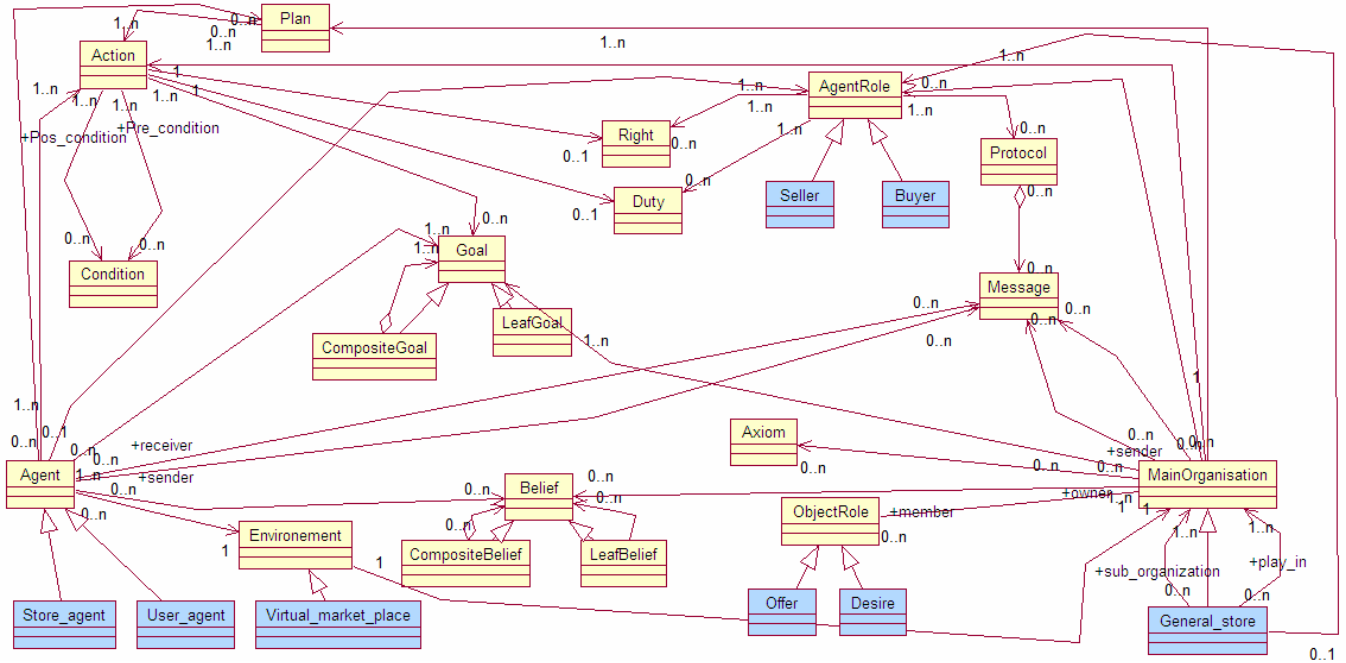 Plan
1..n
0..n
0..n
1..n
1..n
1..n
Action
1
1..n
1..n
1..n
1..n
1
+Pos_condition
+Pre_condition
0..n
0..n
Condition
AgentRole
1..n
1..n
0..n
1..n
1..n
Right
0..n
0..1
Duty
0..n
0..1
Seller
Buyer
0..n
Protocol
0..n
0..n
Message
0..n
0..n
0..n
0..n
0..n
Goal
1..n
1..n
CompositeGoal
LeafGoal
1..n
1
1..n
0..n
0..1
0..n
0..n
+receiver
+sender
Agent
1..n
0..n
0..n
Store_agent
User_agent
Environement
1
1
Virtual_market_place
Belief
0..n
0..n
0..n
0..n
CompositeBelief
LeafBelief
Axiom
0..n
0..n
0..n
0..n
0..n
+sender
MainOrganisation
+owner
1..n
1
1
+member
ObjectRole
0..n
Offer
Desire
1..n
1..n
+sub_organization
+play_in
0..n
0..n
General_store
0..1